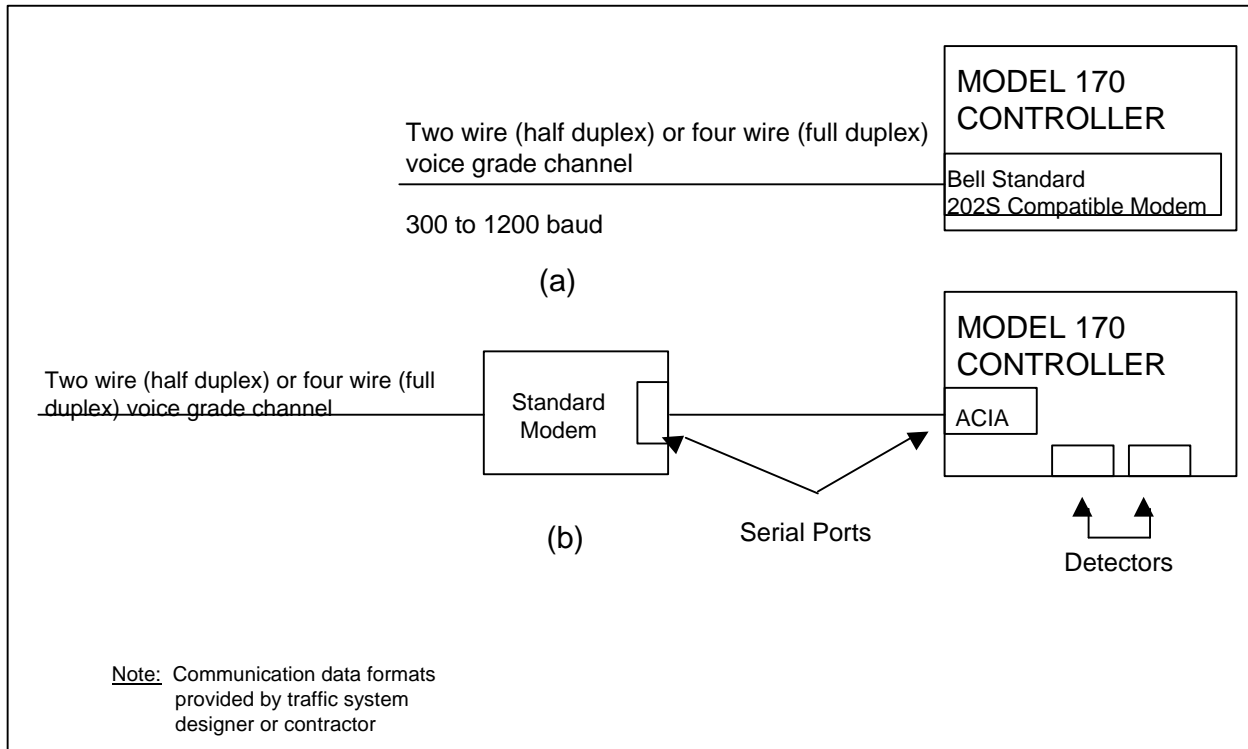 MODEL 170
CONTROLLER
Two wire (half duplex) or four wire (full duplex)
voice grade channel
Bell Standard
202S Compatible Modem
300 to 1200 baud
(a)
MODEL 170
CONTROLLER
Two wire (half duplex) or four wire (full
duplex) voice grade channel
Standard
Modem
ACIA
(b)
Serial Ports
Detectors
Note: Communication data formats
provided by traffic system
designer or contractor